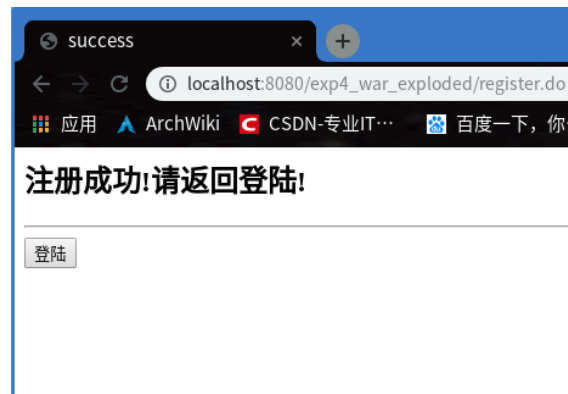 success
localhost:8080/exp4_war_exploded/register.do
应用 ArchWiki CSDN-专业IT… 百度一下，你
注册成功!请返回登陆!
登陆